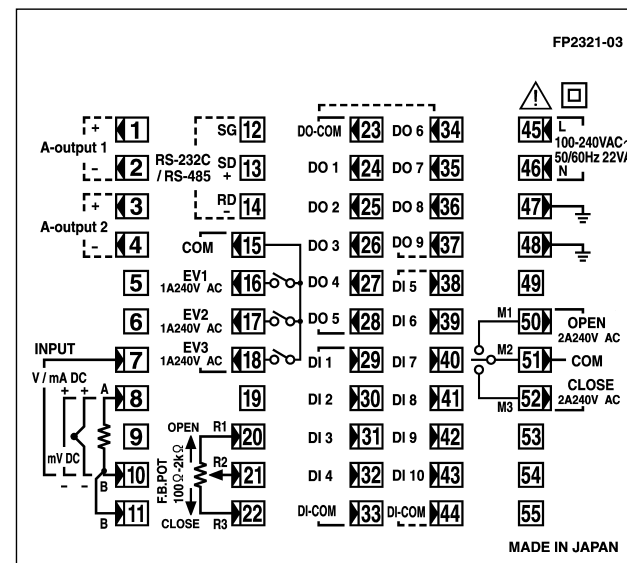 FP2321-03
+ 1 SG 12 DO-COM 23 DO 6 34 45 L
A-output 1 100-240VAC~
− 2 RS-232C / RS-485 SD + 13 DO 1 24 DO 7 35 46 N 50/60Hz 22VA
+ 3 RD − 14 DO 2 25 DO 8 36 47
A-output 2
− 4 COM 15 DO 3 26 DO 9 37 48
5 EV1 16 DO 4 27 DI 5 38 49
1A240V AC
6 EV2 17 DO 5 28 DI 6 39 M1 50 OPEN
1A240V AC 2A240V AC
INPUT 7 EV3 18 DI 1 29 DI 7 40 M2 51 COM
1A240V AC
V / mA DC
+ + A 8 19 DI 2 30 DI 8 41 M3 52 CLOSE
2A240V AC
9 OPEN R1 20 DI 3 31 DI 9 42 53
mV DC
F.B.POT
100Ω-2kΩ
− − B 10 R2 21 DI 4 32 DI 10 43 54
B 11 CLOSE R3 22 DI-COM 33 DI-COM 44 55
MADE IN JAPAN